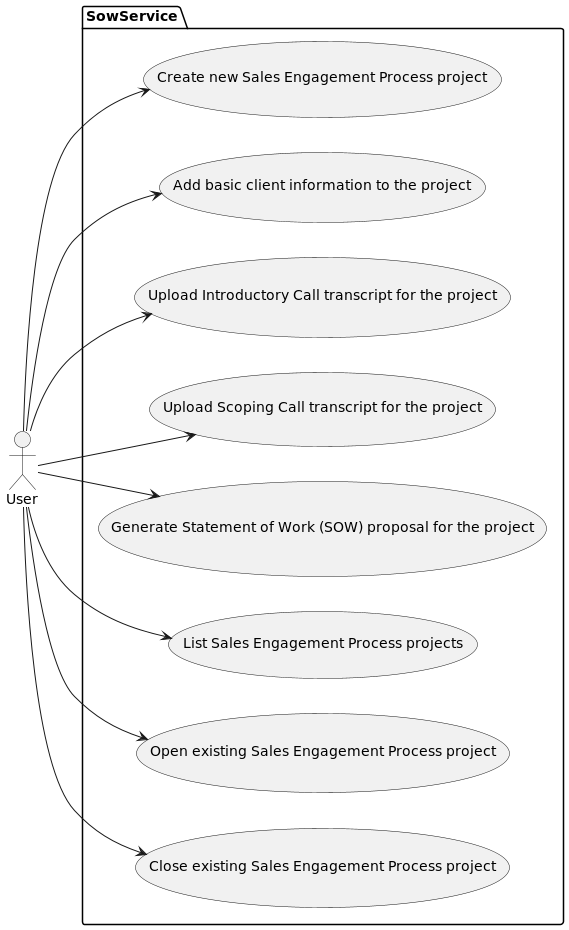 SowService
Create new Sales Engagement Process project
Add basic client information to the project
Upload Introductory Call transcript for the project
Upload Scoping Call transcript for the project
User
Generate Statement of Work (SOW) proposal for the project
List Sales Engagement Process projects
Open existing Sales Engagement Process project
Close existing Sales Engagement Process project